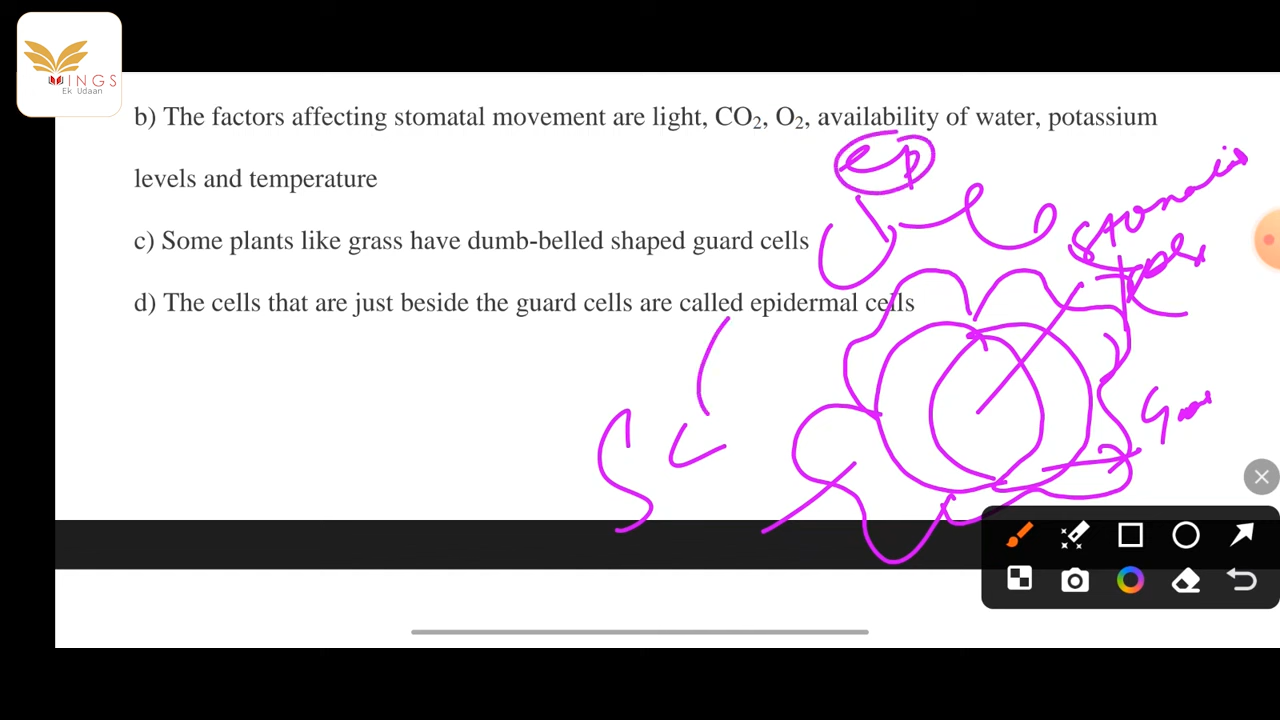 WINGS
Ek Udaan
b) The factors affecting stomatal movement are light, CO₂, O₂, availability of water, potassium
levels and temperature
c) Some plants like grass have dumb-belled shaped guard cells
d) The cells that are just beside the guard cells are called epidermal cells